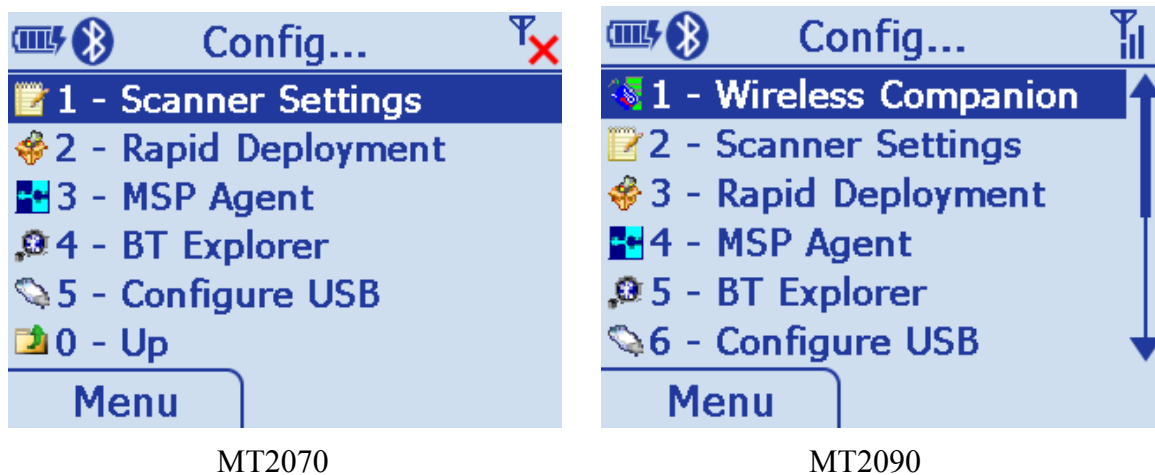 Config...
1 - Scanner Settings
2 - Rapid Deployment
3 - MSP Agent
4 - BT Explorer
5 - Configure USB
0 - Up
Menu
MT2070
Config...
1 - Wireless Companion
2 - Scanner Settings
3 - Rapid Deployment
4 - MSP Agent
5 - BT Explorer
6 - Configure USB
Menu
MT2090